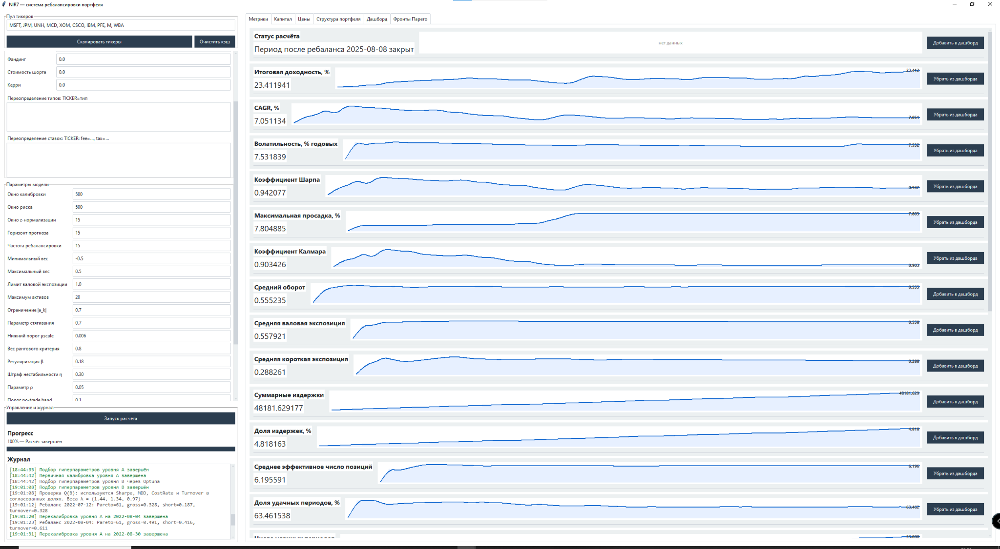 NIR7 — система ребалансировки портфеля
Пул тикеров
MSFT, JPM, UNH, MCD, XOM, CSCO, IBM, PFE, M, WBA
Сканировать тикеры
Очистить кэш
Фандинг
0.0
Стоимость шорта
0.0
Керри
0.0
Переопределение типов: TICKER=тип
Переопределение ставок: TICKER: fee=..., tax=...
Параметры модели
Окно калибровки
500
Окно риска
500
Окно z-нормализации
15
Горизонт прогноза
15
Частота ребалансировки
15
Минимальный вес
-0.5
Максимальный вес
0.5
Лимит валовой экспозиции
1.0
Максимум активов
20
Ограничение |a_k|
0.7
Параметр стягивания
0.7
Нижний порог μscale
0.006
Вес рангового критерия
0.8
Регуляризация β
0.18
Штраф нестабильности η
0.30
Параметр ρ
0.05
Порог no-trade band
0.1
Управление и журнал
Запуск расчёта
Прогресс
100% — Расчёт завершён
Журнал
[18:44:35] Подбор гиперпараметров уровня A завершён
[18:44:42] Первичная калибровка уровня A завершена
[18:44:42] Подбор гиперпараметров уровня B через Optuna
[19:01:08] Подбор гиперпараметров уровня B завершён
[19:01:08] Проверка Q(B): используются Sharpe, MDD, CostRate и Turnover в
согласованных долях. Веса λ = (1.44, 1.34, 0.97)
[19:01:12] Ребаланс 2022-07-12: Pareto=61, gross=0.328, short=0.187,
turnover=0.328
[19:01:20] Перекалибровка уровня A на 2022-08-04 завершена
[19:01:23] Ребаланс 2022-08-04: Pareto=61, gross=0.491, short=0.416,
turnover=0.611
[19:01:31] Перекалибровка уровня A на 2022-08-30 завершена
Метрики
Капитал
Цены
Структура портфеля
Дашборд
Фронты Парето
Статус расчёта
Период после ребаланса 2025-08-08 закрыт
нет данных
Добавить в дашборд
Итоговая доходность, %
23.411941
23.412
Убрать из дашборда
CAGR, %
7.051134
7.051
Убрать из дашборда
Волатильность, % годовых
7.531839
7.532
Убрать из дашборда
Коэффициент Шарпа
0.942077
0.942
Убрать из дашборда
Максимальная просадка, %
7.804885
7.805
Убрать из дашборда
Коэффициент Калмара
0.903426
0.903
Убрать из дашборда
Средний оборот
0.555235
0.555
Добавить в дашборд
Средняя валовая экспозиция
0.557921
0.558
Добавить в дашборд
Средняя короткая экспозиция
0.288261
0.288
Добавить в дашборд
Суммарные издержки
48181.629177
48181.629
Добавить в дашборд
Доля издержек, %
4.818163
4.818
Добавить в дашборд
Среднее эффективное число позиций
6.195591
6.196
Убрать из дашборда
Доля удачных периодов, %
63.461538
63.462
Убрать из дашборда
33.000